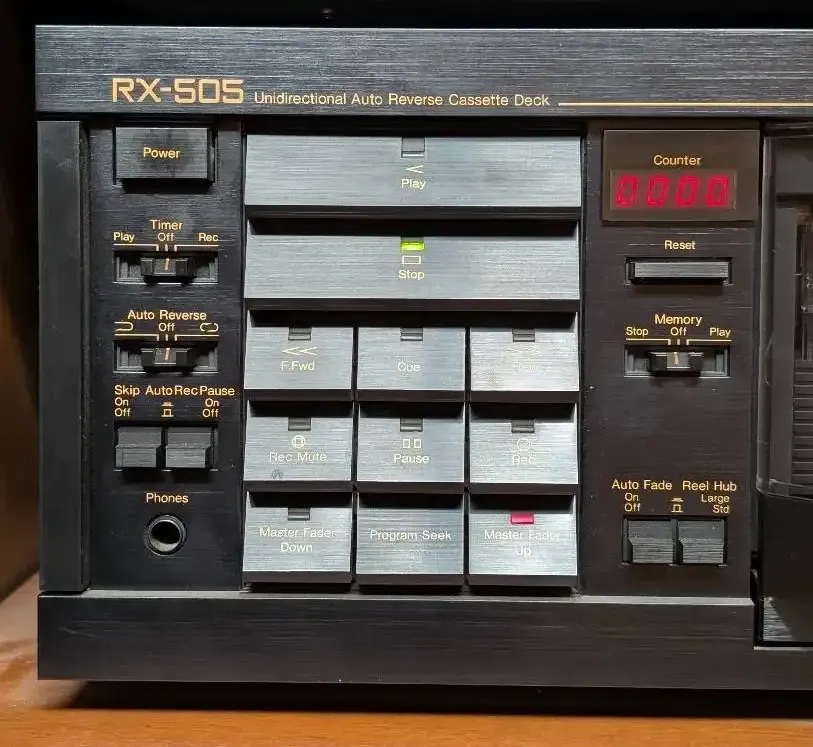 RX-505 Unidirectional Auto Reverse Cassette Deck
Power
Timer
Play Off Rec
Auto Reverse
Off
Skip Auto Rec Pause
On On
Off Off
Phones
< 
Play
Stop
<<
F.Fwd
Cue
Rec Mute
Pause
Rec
Master Fader
Down
Program Seek
Master Fader
Up
Counter
0000
Reset
Memory
Stop Off Play
Auto Fade Reel Hub
On Large
Off Std